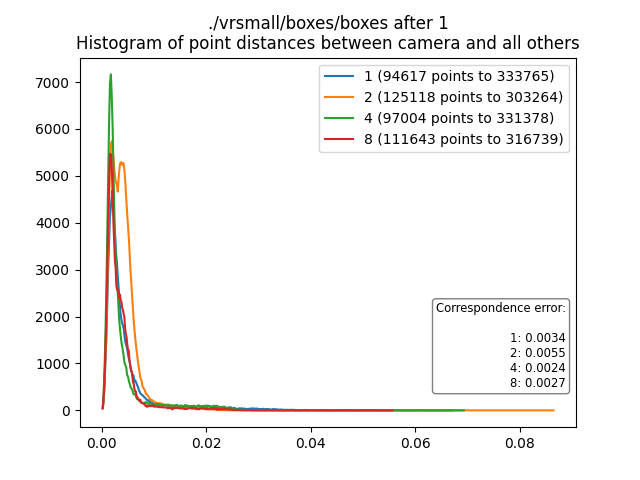 ./vrsmall/boxes/boxes after 1
Histogram of point distances between camera and all others
7000
6000
5000
4000
3000
2000
1000
0
0.00 0.02 0.04 0.06 0.08
1 (94617 points to 333765)
2 (125118 points to 303264)
4 (97004 points to 331378)
8 (111643 points to 316739)
Correspondence error:
1: 0.0034
2: 0.0055
4: 0.0024
8: 0.0027